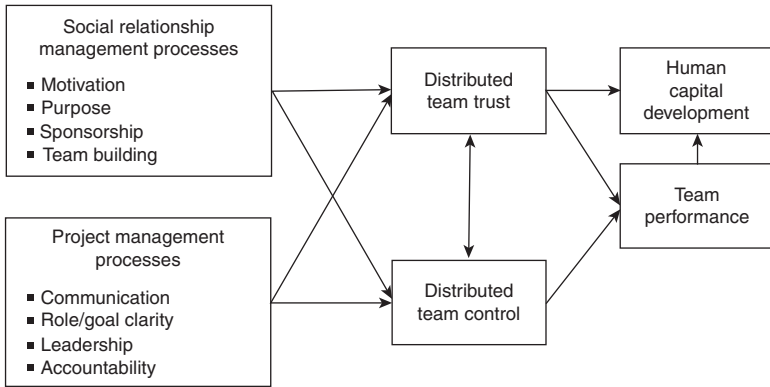 Social relationship
management processes
▪ Motivation
▪ Purpose
▪ Sponsorship
▪ Team building
Project management
processes
▪ Communication
▪ Role/goal clarity
▪ Leadership
▪ Accountability
Distributed
team trust
Distributed
team control
Human
capital
development
Team
performance